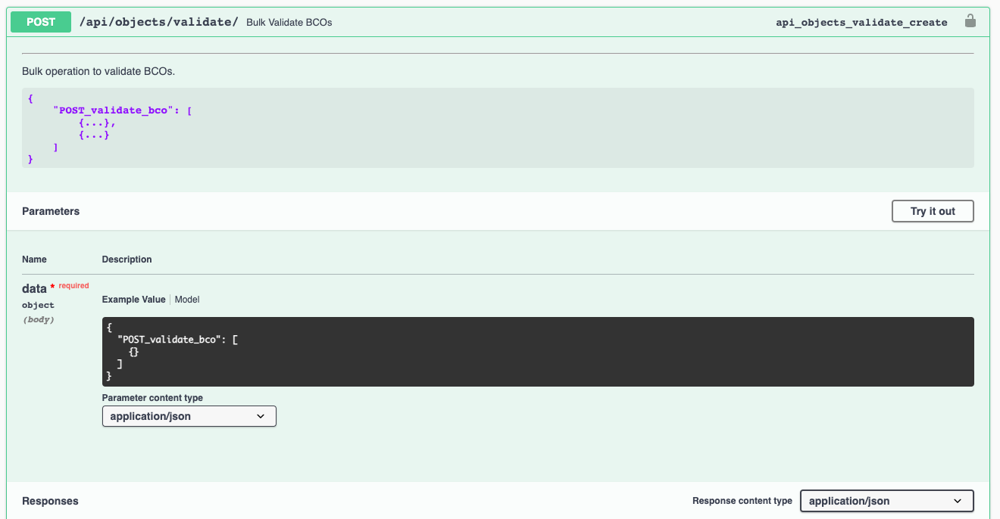 POST /api/objects/validate/ Bulk Validate BCOs api_objects_validate_create
Bulk operation to validate BCOs.
{
"POST_validate_bco": [
{...},
{...}
]
}
Parameters Try it out
Name Description
data * required
object
(body)
Example Value Model
{
"POST_validate_bco": [
{}
]
}
Parameter content type
application/json
Responses Response content type application/json